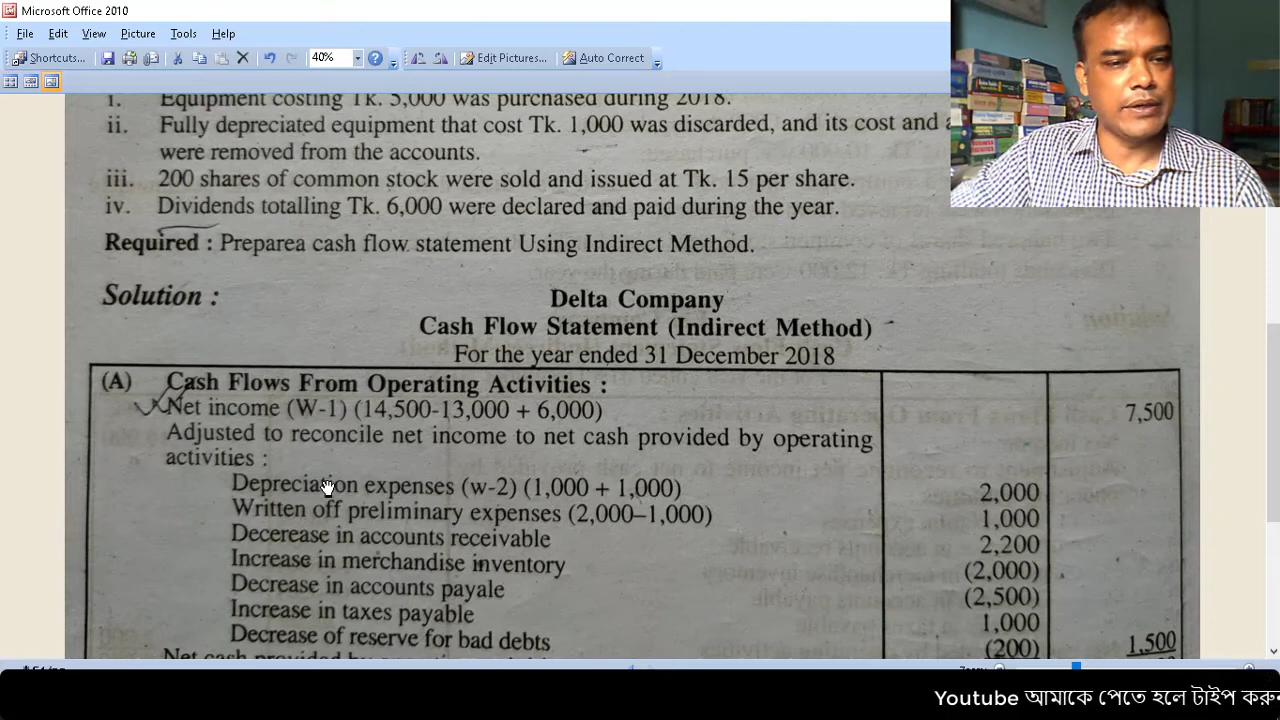 Microsoft Office 2010
File Edit View Picture Tools Help
Shortcuts... 40% Edit Pictures... Auto Correct
i. Equipment costing Tk. 5,000 was purchased during 2018.
ii. Fully depreciated equipment that cost Tk. 1,000 was discarded, and its cost and
were removed from the accounts.
iii. 200 shares of common stock were sold and issued at Tk. 15 per share.
iv. Dividends totalling Tk. 6,000 were declared and paid during the year.
Required : Preparea cash flow statement Using Indirect Method.
Solution :
Delta Company
Cash Flow Statement (Indirect Method)
For the year ended 31 December 2018
(A) Cash Flows From Operating Activities :
Net income (W-1) (14,500-13,000 + 6,000) 7,500
Adjusted to reconcile net income to net cash provided by operating
activities :
Depreciation expenses (w-2) (1,000 + 1,000) 2,000
Written off preliminary expenses (2,000–1,000) 1,000
Decerease in accounts receivable 2,200
Increase in merchandise inventory (2,000)
Decrease in accounts payale (2,500)
Increase in taxes payable 1,000
Decrease of reserve for bad debts (200) 1,500
Youtube আমাকে পেতে হলে টাইপ করু